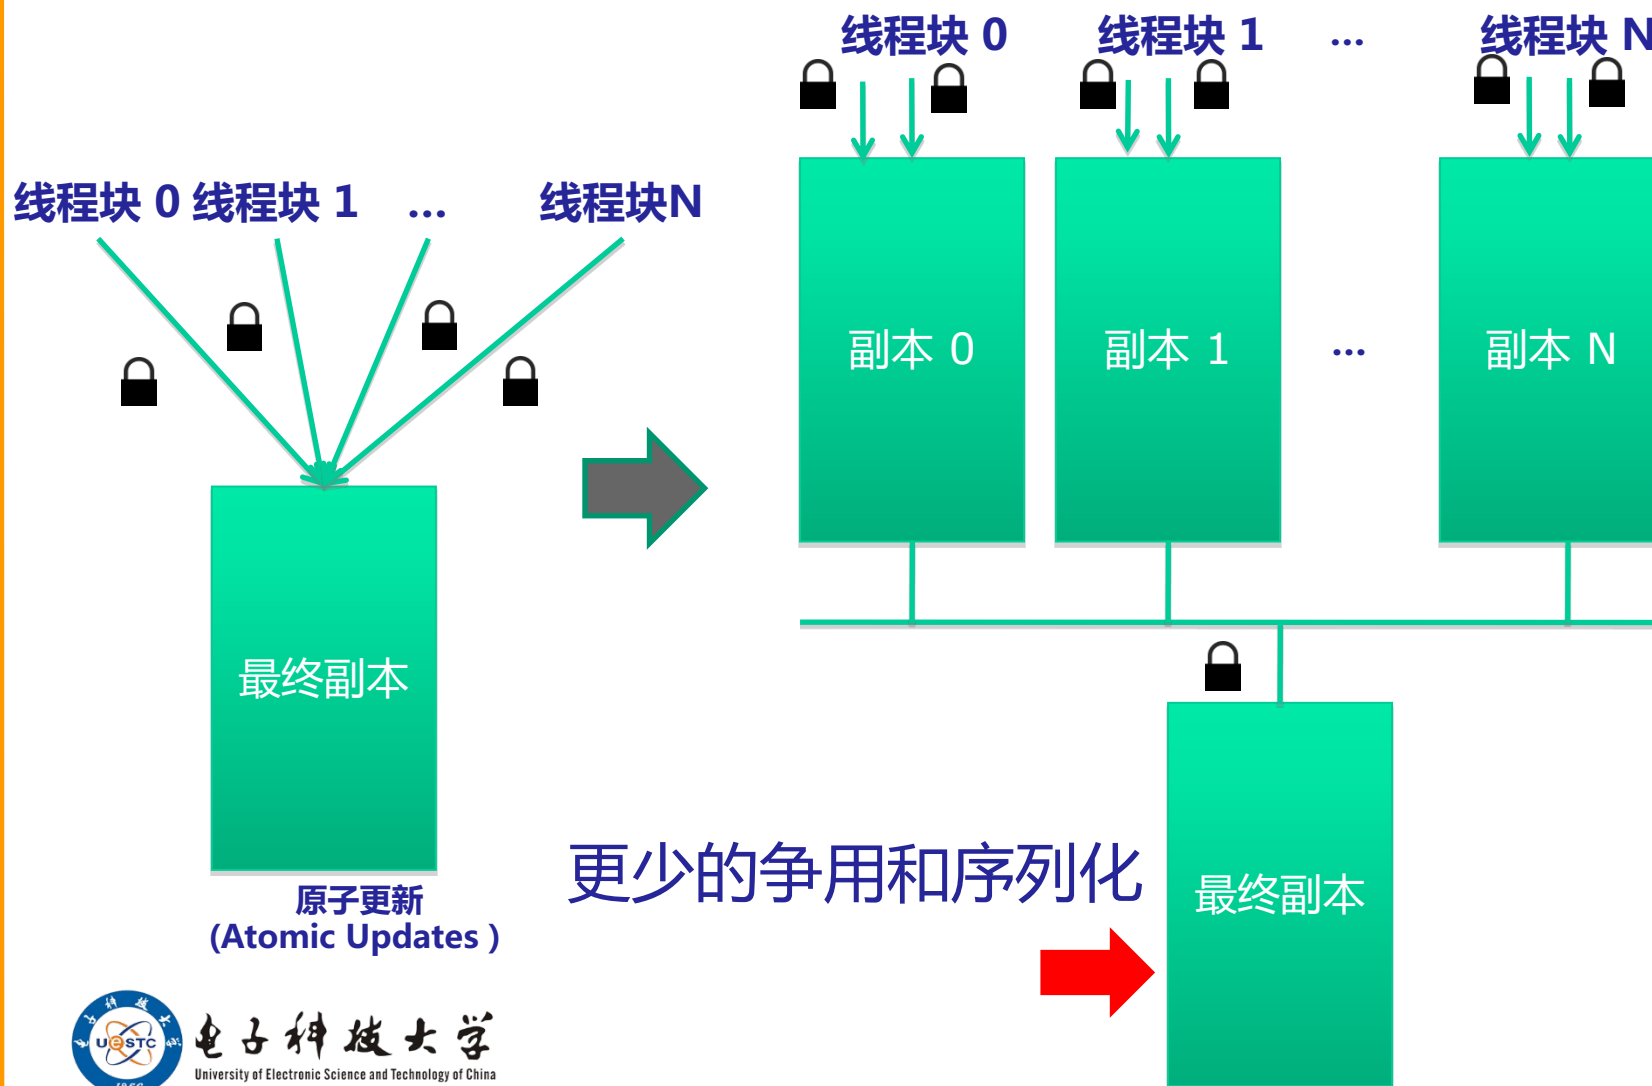 线程块 0 线程块 1 ... 线程块N
最终副本
原子更新
(Atomic Updates )
线程块 0 线程块 1 ... 线程块 N
副本 0 副本 1 ... 副本 N
更少的争用和序列化
最终副本
UESTC
电子科技大学
University of Electronic Science and Technology of China